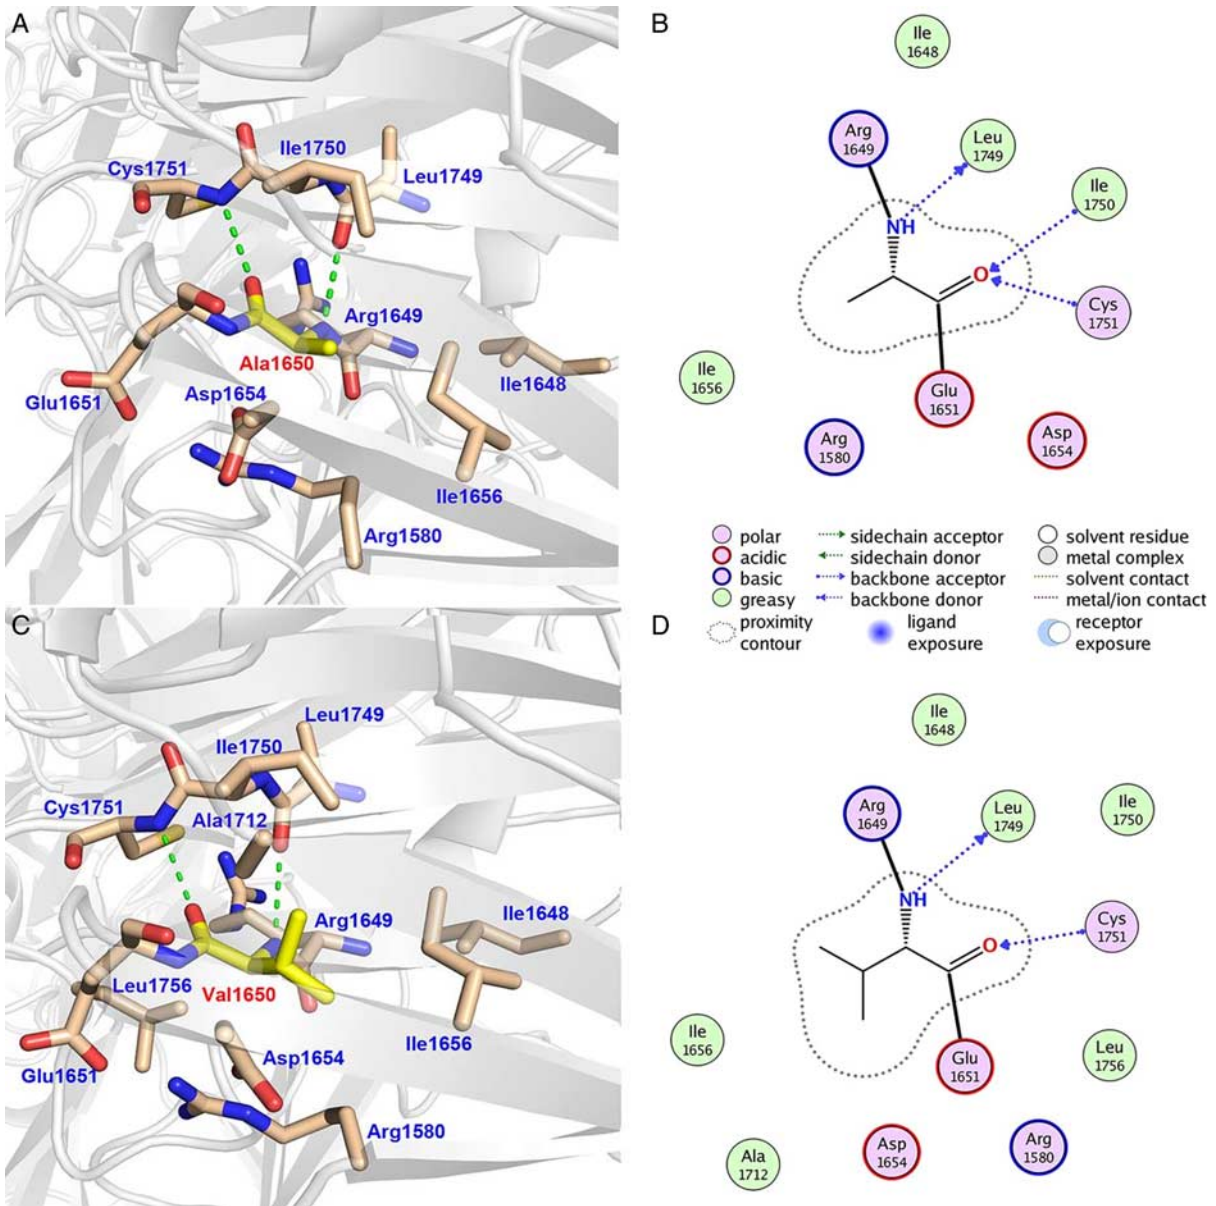 A
Ile1750
Cys1751
Leu1749
Arg1649
Ala1650
Ile1648
Asp1654
Glu1651
Ile1656
Arg1580
B
Ile
1648
Arg
1649
Leu
1749
Ile
1750
NH
O
Cys
1751
Ile
1656
Glu
1651
Arg
1580
Asp
1654
polar
acidic
basic
greasy
proximity
contour
sidechain acceptor
sidechain donor
backbone acceptor
backbone donor
ligand
exposure
solvent residue
metal complex
solvent contact
metal/ion contact
receptor
exposure
C
Leu1749
Ile1750
Cys1751
Ala1712
Arg1649
Ile1648
Leu1756
Val1650
Ile1656
Asp1654
Glu1651
Arg1580
D
Ile
1648
Arg
1649
Leu
1749
Ile
1750
NH
Cys
1751
O
Ile
1656
Leu
1756
Glu
1651
Ala
1712
Asp
1654
Arg
1580